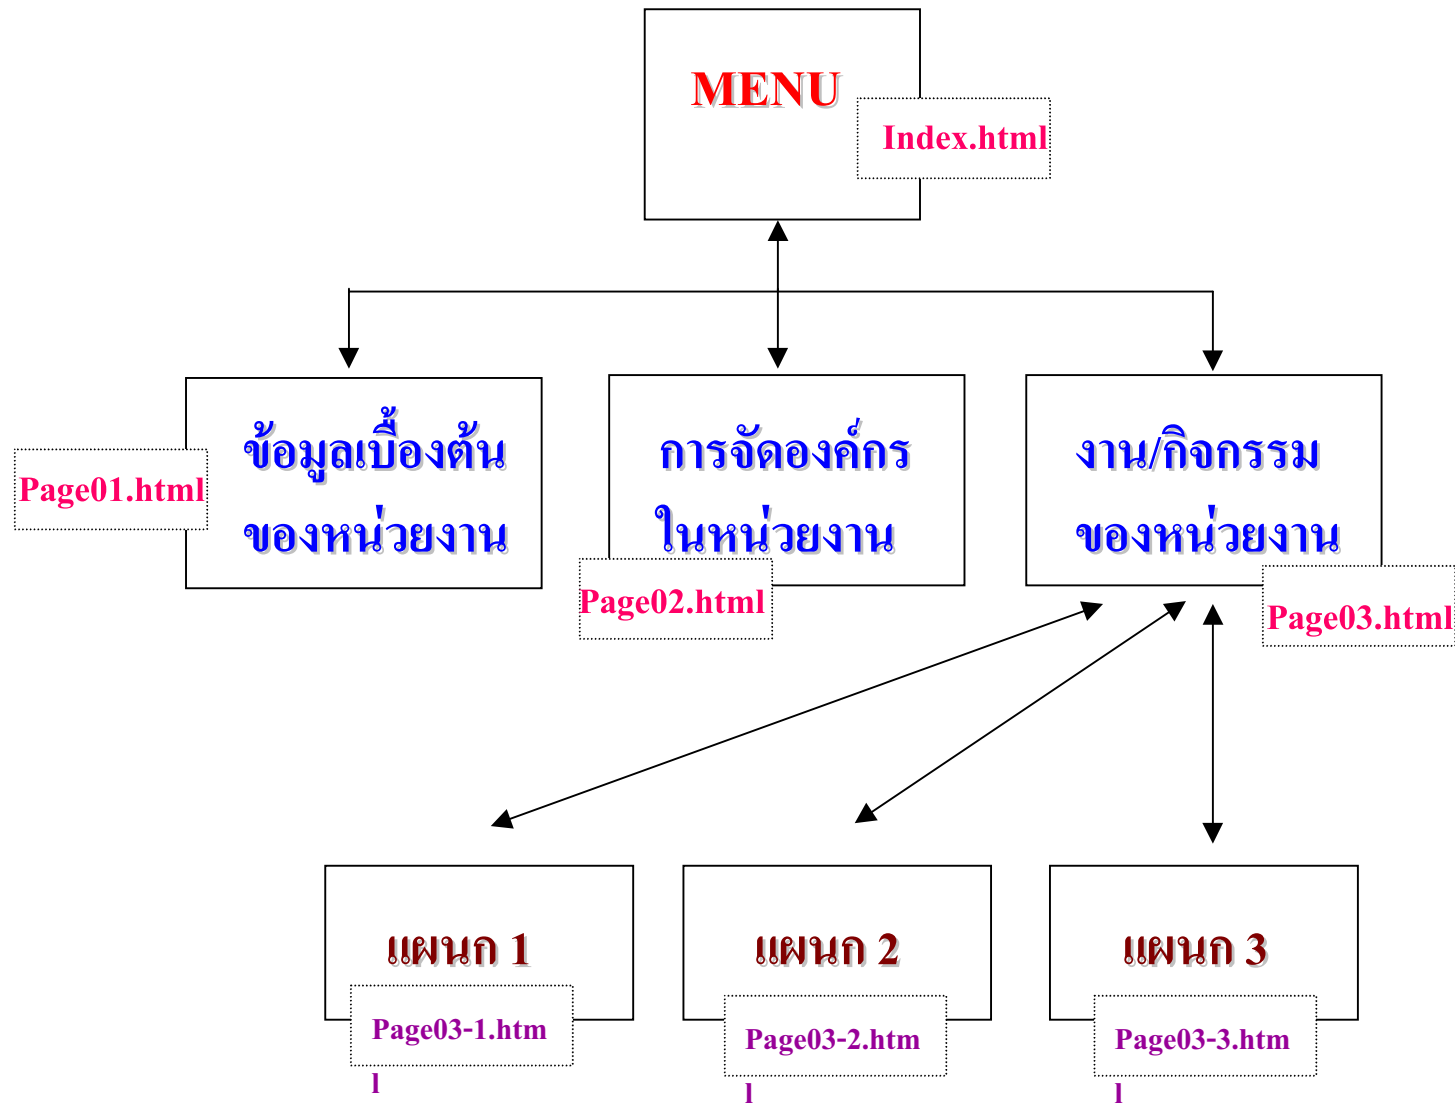 MENU
Index.html
ข้อมูลเบื้องต้น
ของหน่วยงาน
Page01.html
การจัดองค์กร
ในหน่วยงาน
Page02.html
งาน/กิจกรรม
ของหน่วยงาน
Page03.html
แผนก 1
Page03-1.htm
l
แผนก 2
Page03-2.htm
l
แผนก 3
Page03-3.htm
l